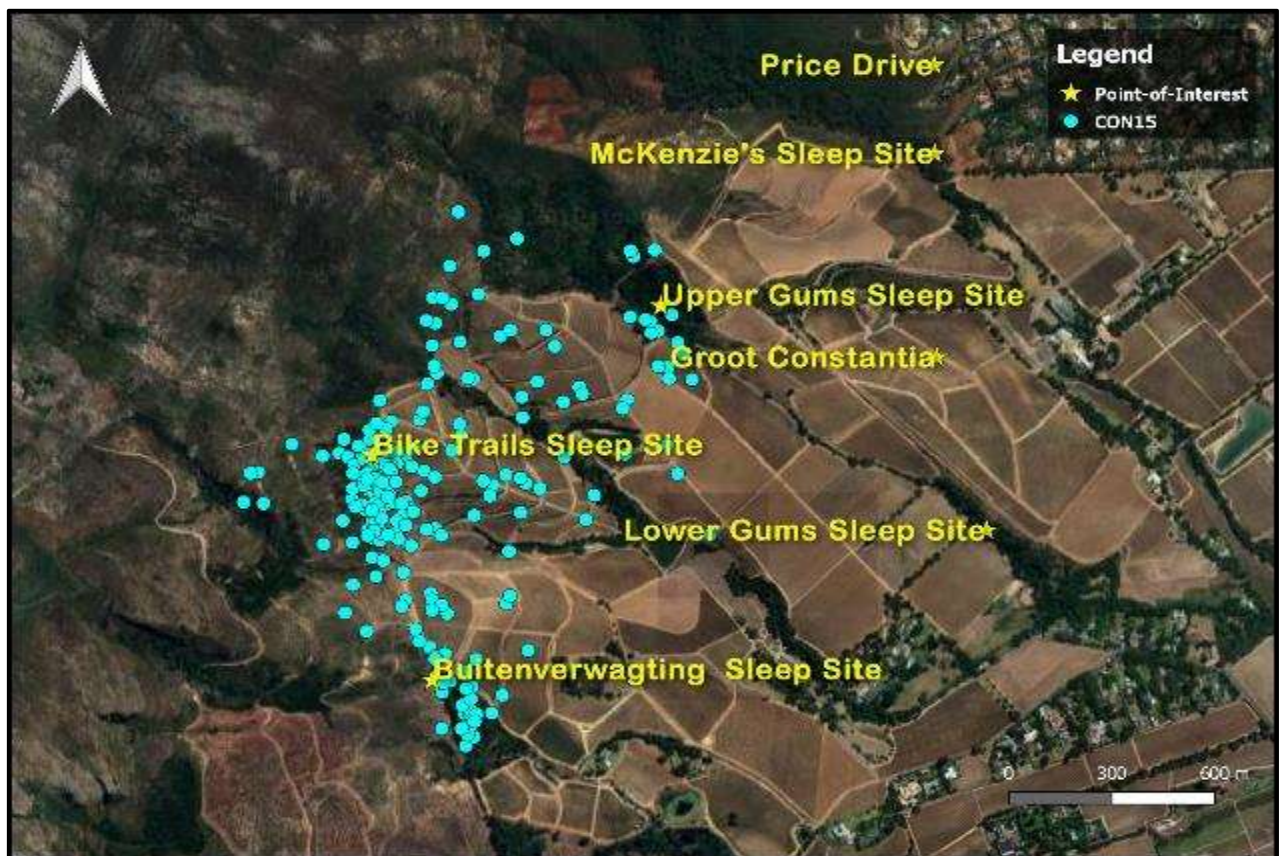 Price Drive
Legend
Point-of-Interest
CON15
McKenzie's Sleep Site
Upper Gums Sleep Site
Groot Constantia
Bike Trails Sleep Site
Lower Gums Sleep Site
Buitenverwagting Sleep Site
0 300 600 m